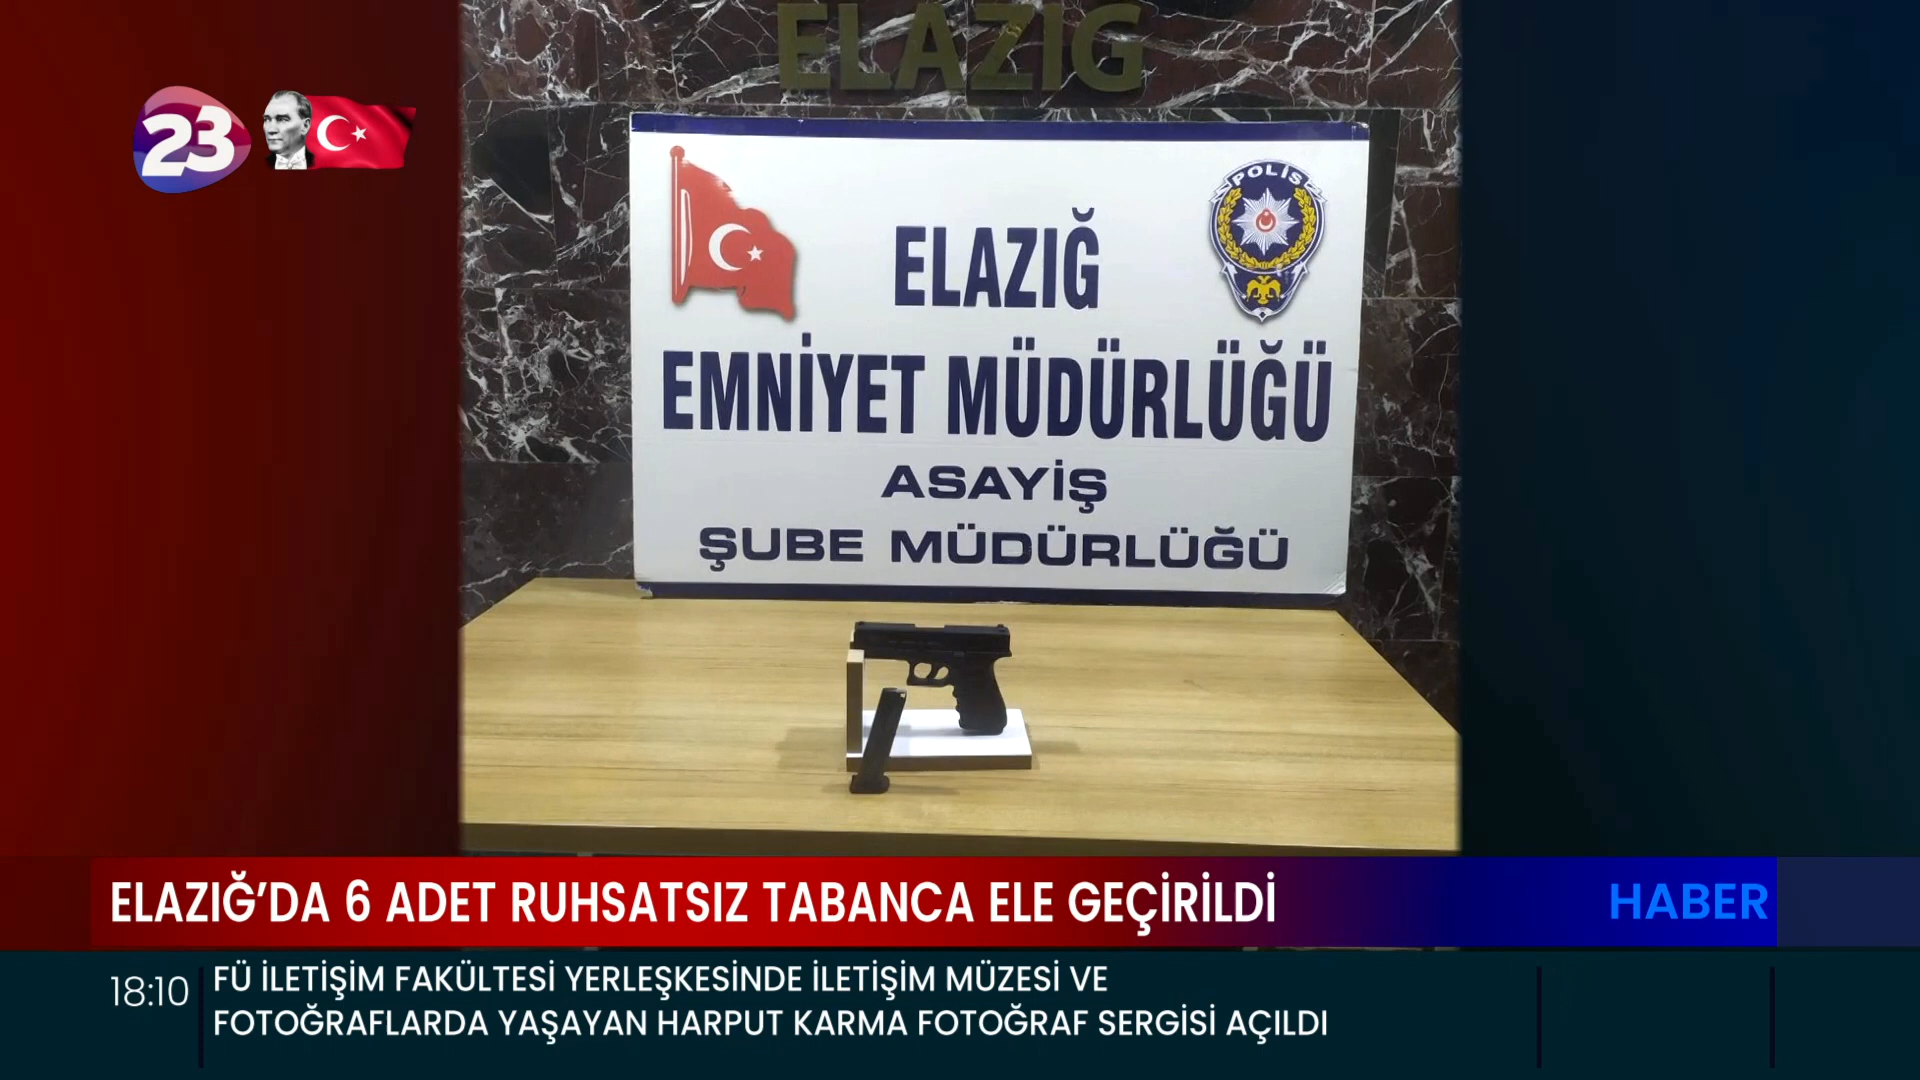 ELAZIĞ
23
POLİS
ELAZIĞ
EMNİYET MÜDÜRLÜĞÜ
ASAYİŞ
ŞUBE MÜDÜRLÜĞÜ
ELAZIĞ’DA 6 ADET RUHSATSIZ TABANCA ELE GEÇİRİLDİ
HABER
18:10
FÜ İLETİŞİM FAKÜLTESİ YERLEŞKESİNDE İLETİŞİM MÜZESİ VE
FOTOĞRAFLARDA YAŞAYAN HARPUT KARMA FOTOĞRAF SERGİSİ AÇILDI